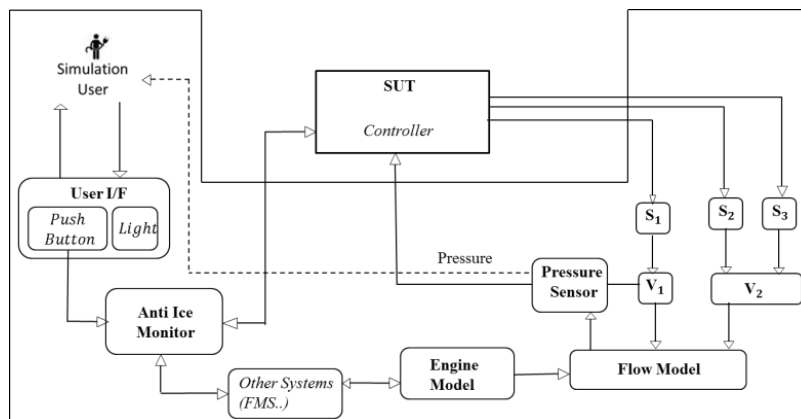 Simulation
User
SUT
Controller
User I/F
Push
Button
Light
S₁
S₂
S₃
Pressure
Pressure
Sensor
V₁
V₂
Anti Ice
Monitor
Engine
Model
Flow Model
Other Systems
(FMS..)